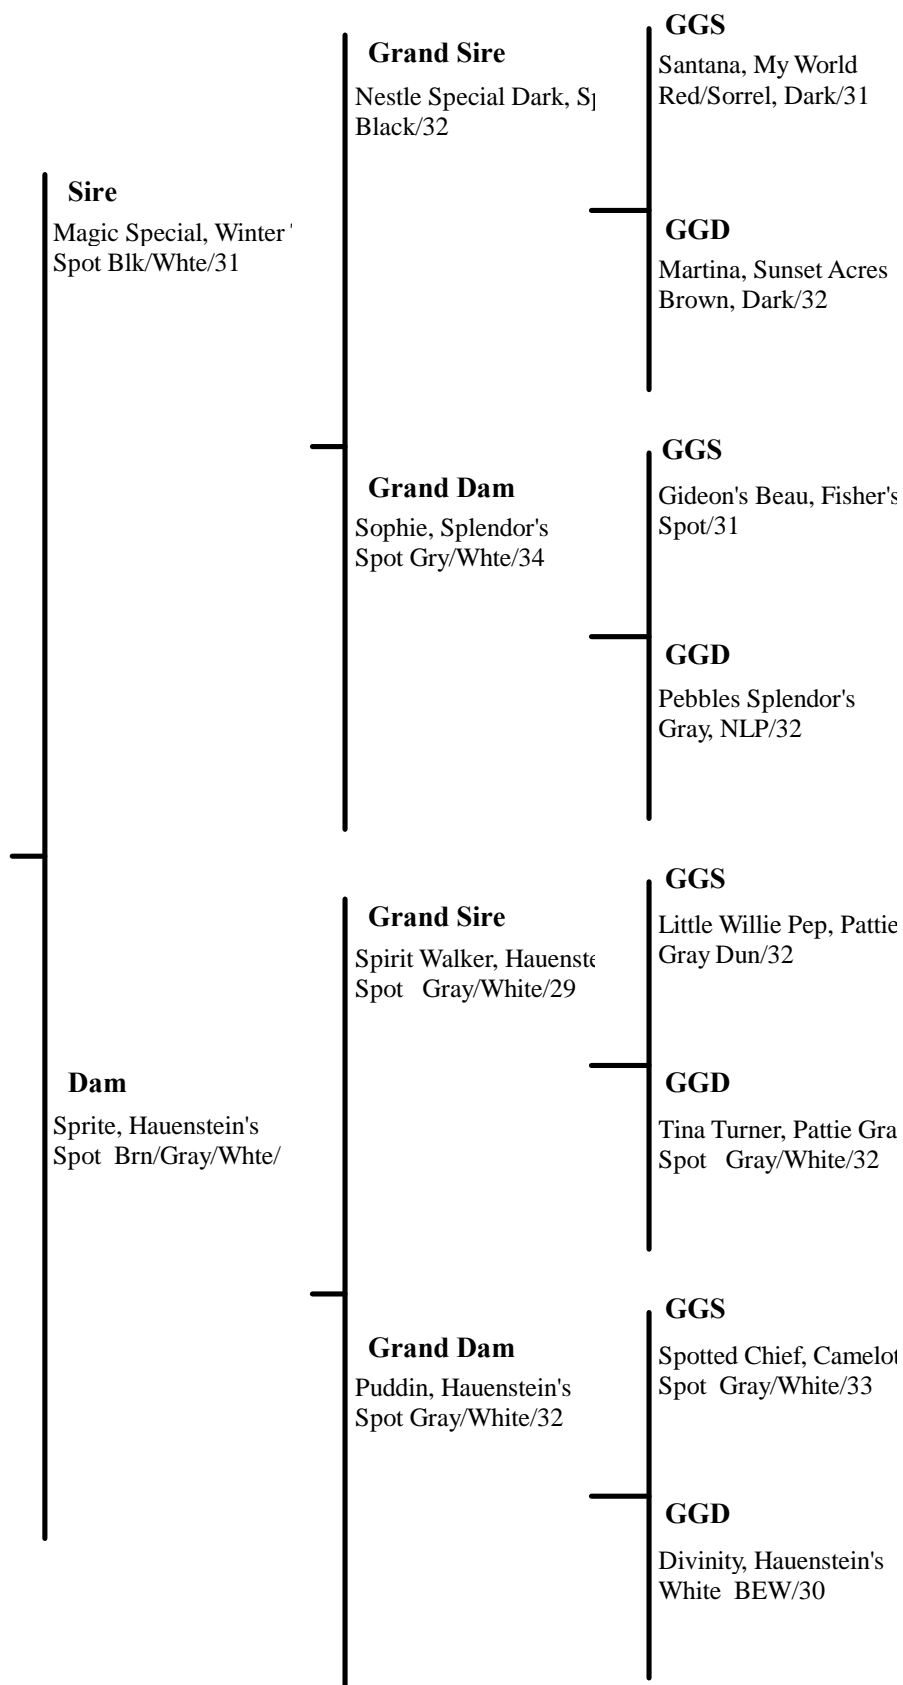 Sire
Magic Special, Winter
Spot Blk/Whte/31
Dam
Sprite, Hauenstein's
Spot Brn/Gray/Whte/
Grand Sire
Nestle Special Dark,
Black/32
Grand Dam
Sophie, Splendor's
Spot Gry/Whte/34
Grand Sire
Spirit Walker, Hauenste
Spot Gray/White/29
Grand Dam
Puddin, Hauenstein's
Spot Gray/White/32
GGS
Santana, My World
Red/Sorrel, Dark/31
GGD
Martina, Sunset Acres
Brown, Dark/32
GGS
Gideon's Beau, Fisher's
Spot/31
GGD
Pebbles Splendor's
Gray, NLP/32
GGS
Little Willie Pep, Pattie
Gray Dun/32
GGD
Tina Turner, Pattie Gra
Spot Gray/White/32
GGS
Spotted Chief, Camelot
Spot Gray/White/33
GGD
Divinity, Hauenstein's
White BEW/30